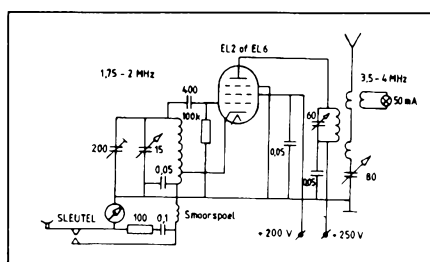 EL2 of EL6
1,75 - 2 MHz
3,5 - 4 MHz
400
100k
60
50 mA
200
15
0,05
0,05
0,05
80
SLEUTEL
100
0,1
Smoorspoel
+ 200 V
+ 250 V